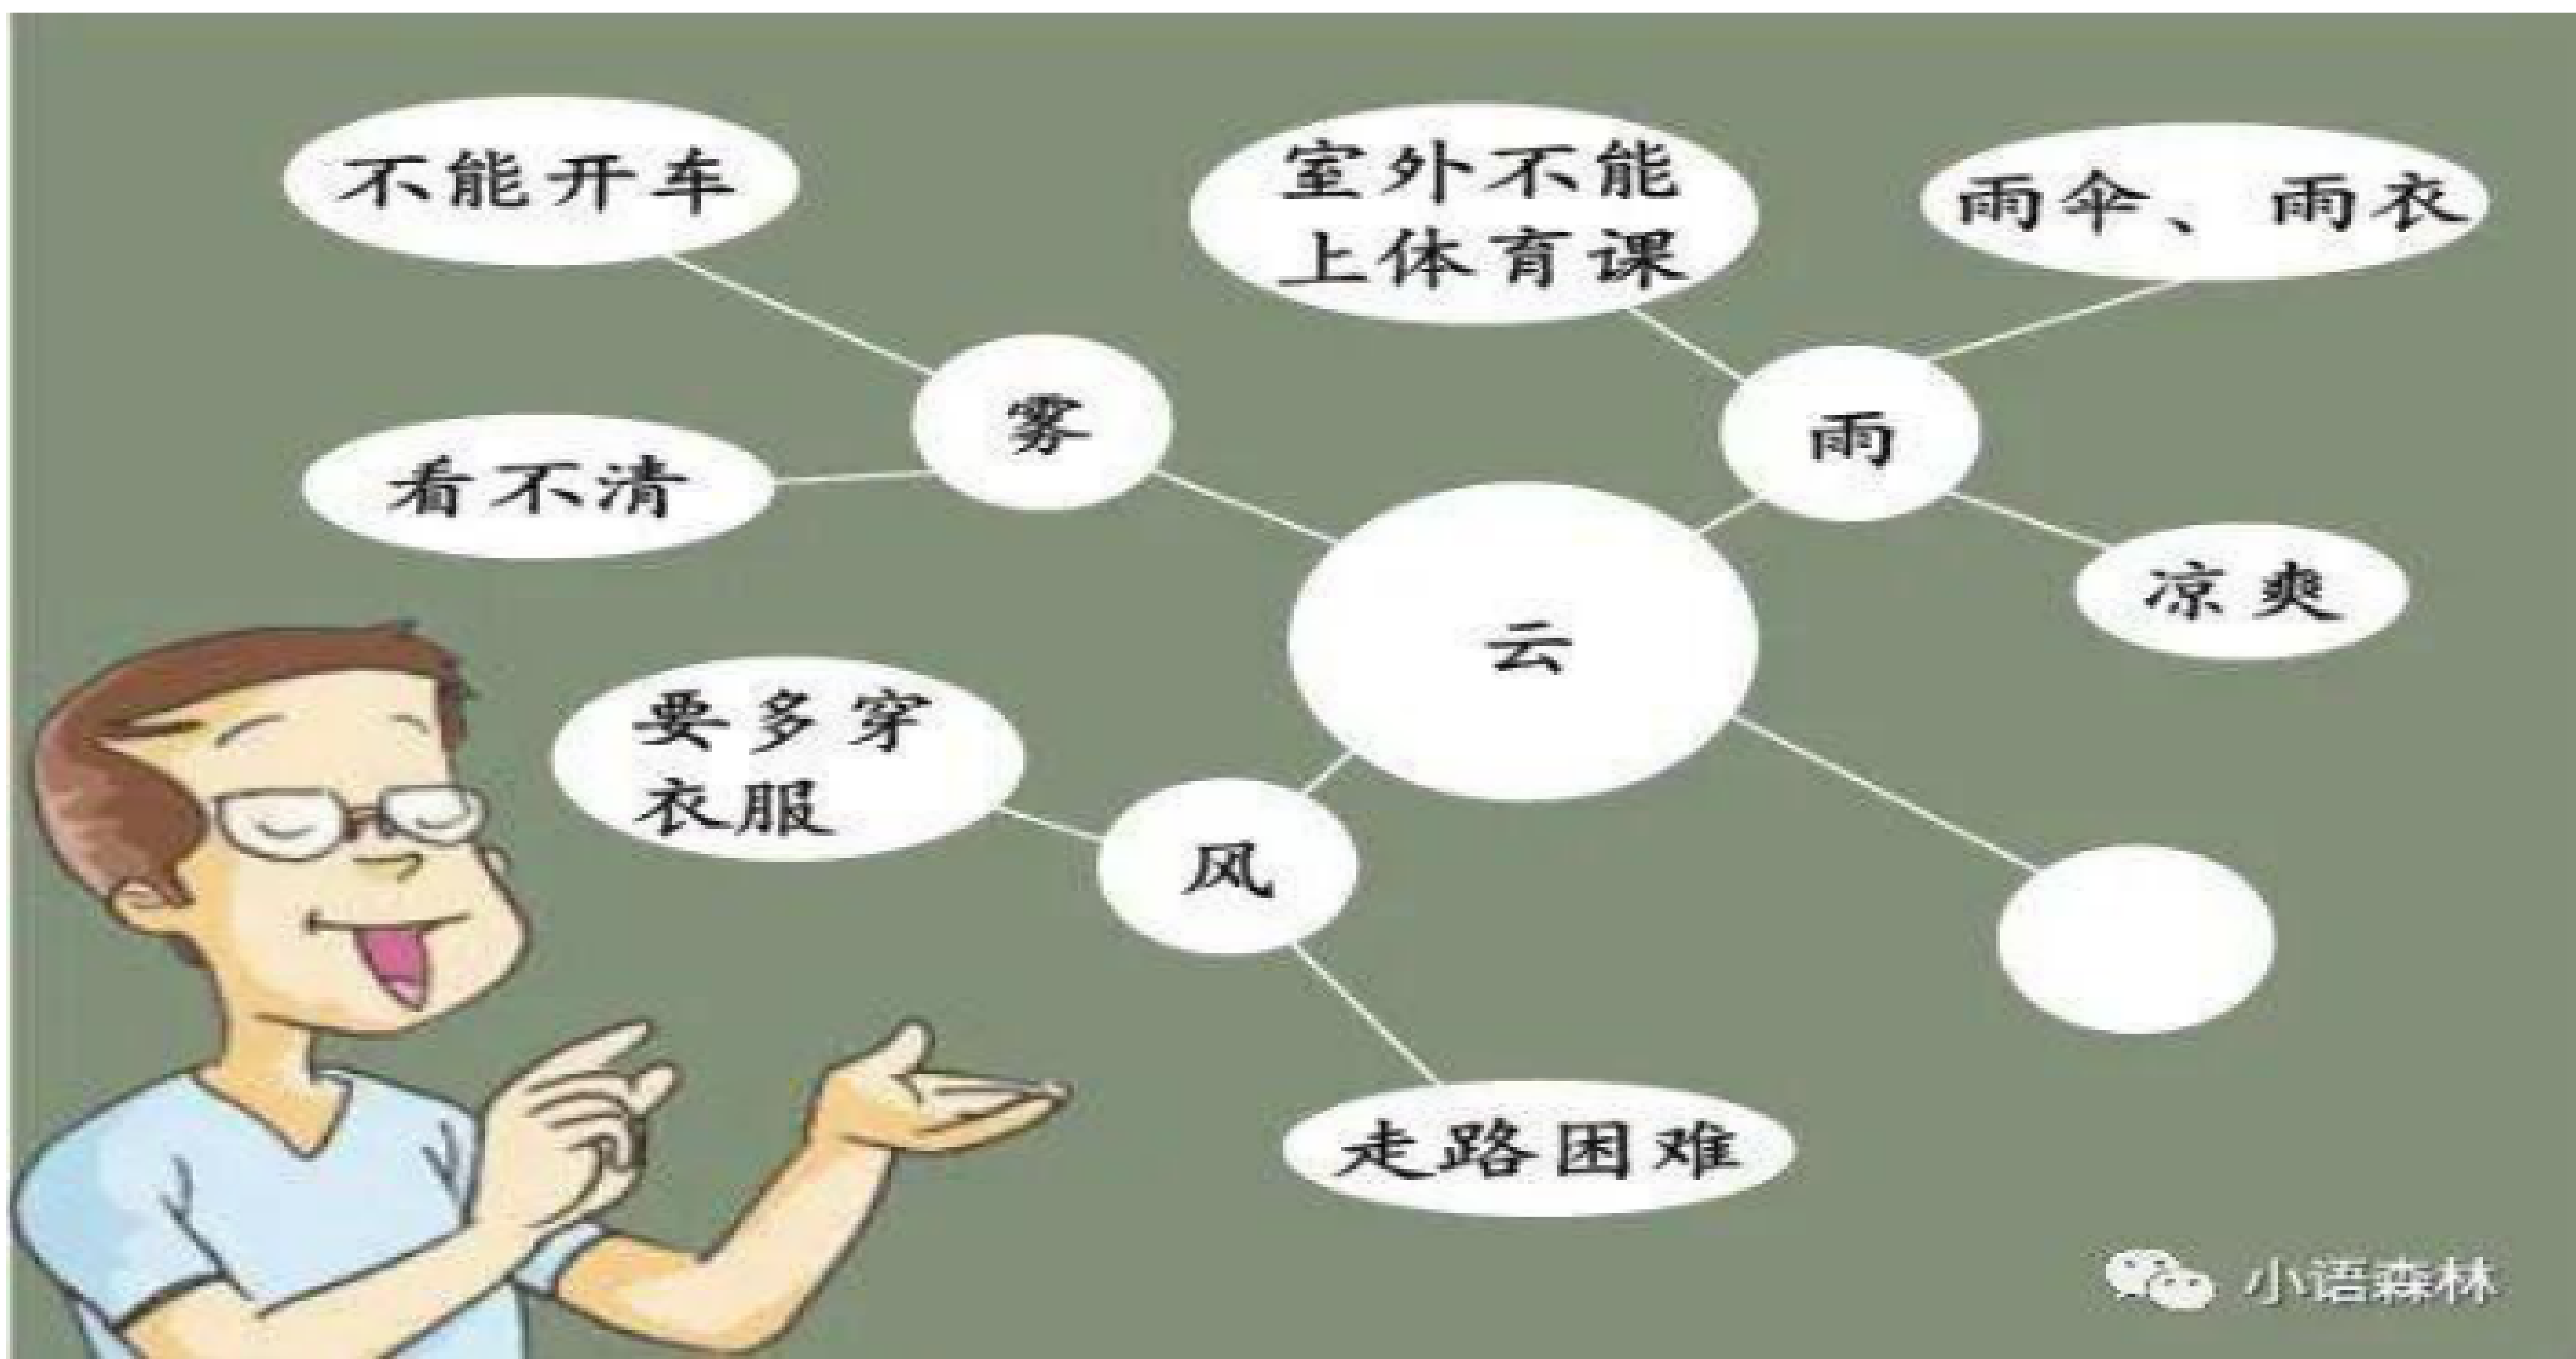 不能开车
室外不能
上体育课
雨伞、雨衣
雾
雨
看不清
云
凉爽
要多穿
衣服
风
走路困难
小语森林